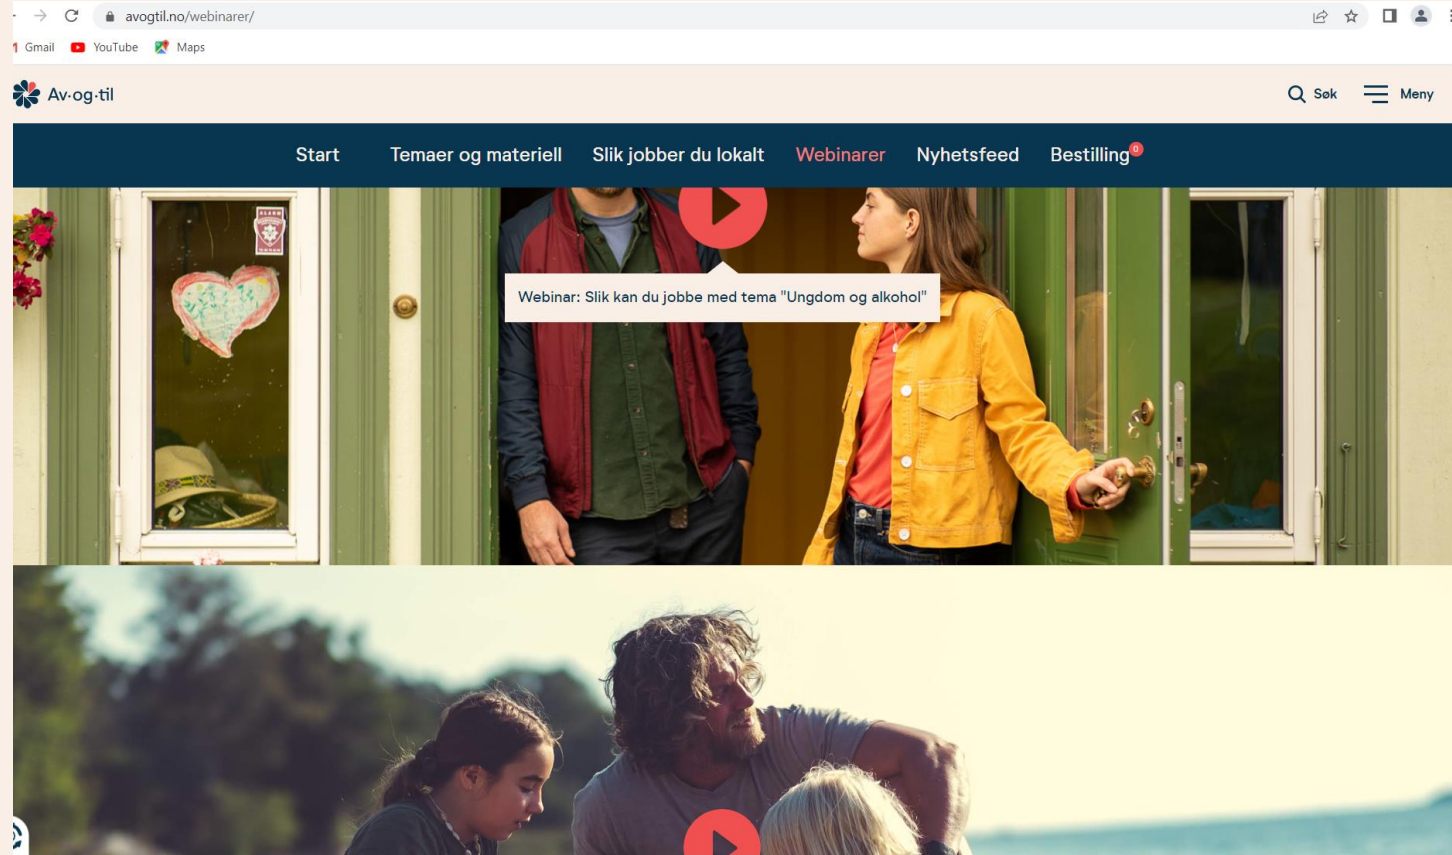 avogtil.no/webinarer/
Gmail YouTube Maps
Av·og·til
Søk Meny
Start Temaer og materiell Slik jobber du lokalt Webinarer Nyhetsfeed Bestilling 0
ALARM
Webinar: Slik kan du jobbe med tema "Ungdom og alkohol"